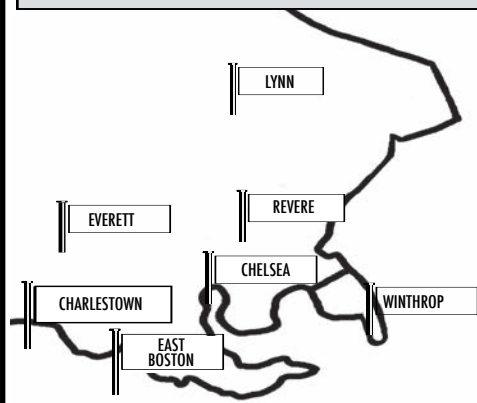 LYNN
REVERE
EVERETT
CHELSEA
CHARLESTOWN
WINTHROP
EAST
BOSTON